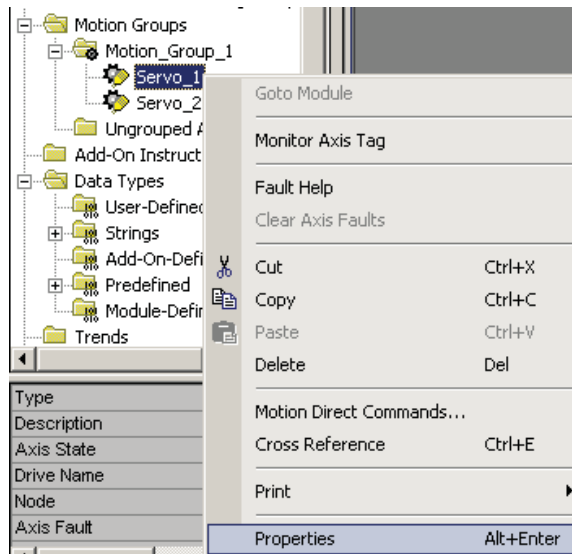 Motion Groups
Motion_Group_1
Servo_1
Servo_2
Ungrouped
Add-On Instruct
Data Types
User-Defined
Strings
Add-On-Defi
Predefined
Module-Defir
Trends
Type
Description
Axis State
Drive Name
Node
Axis Fault
Goto Module
Monitor Axis Tag
Fault Help
Clear Axis Faults
Cut Ctrl+X
Copy Ctrl+C
Paste Ctrl+V
Delete Del
Motion Direct Commands...
Cross Reference Ctrl+E
Print
Properties Alt+Enter